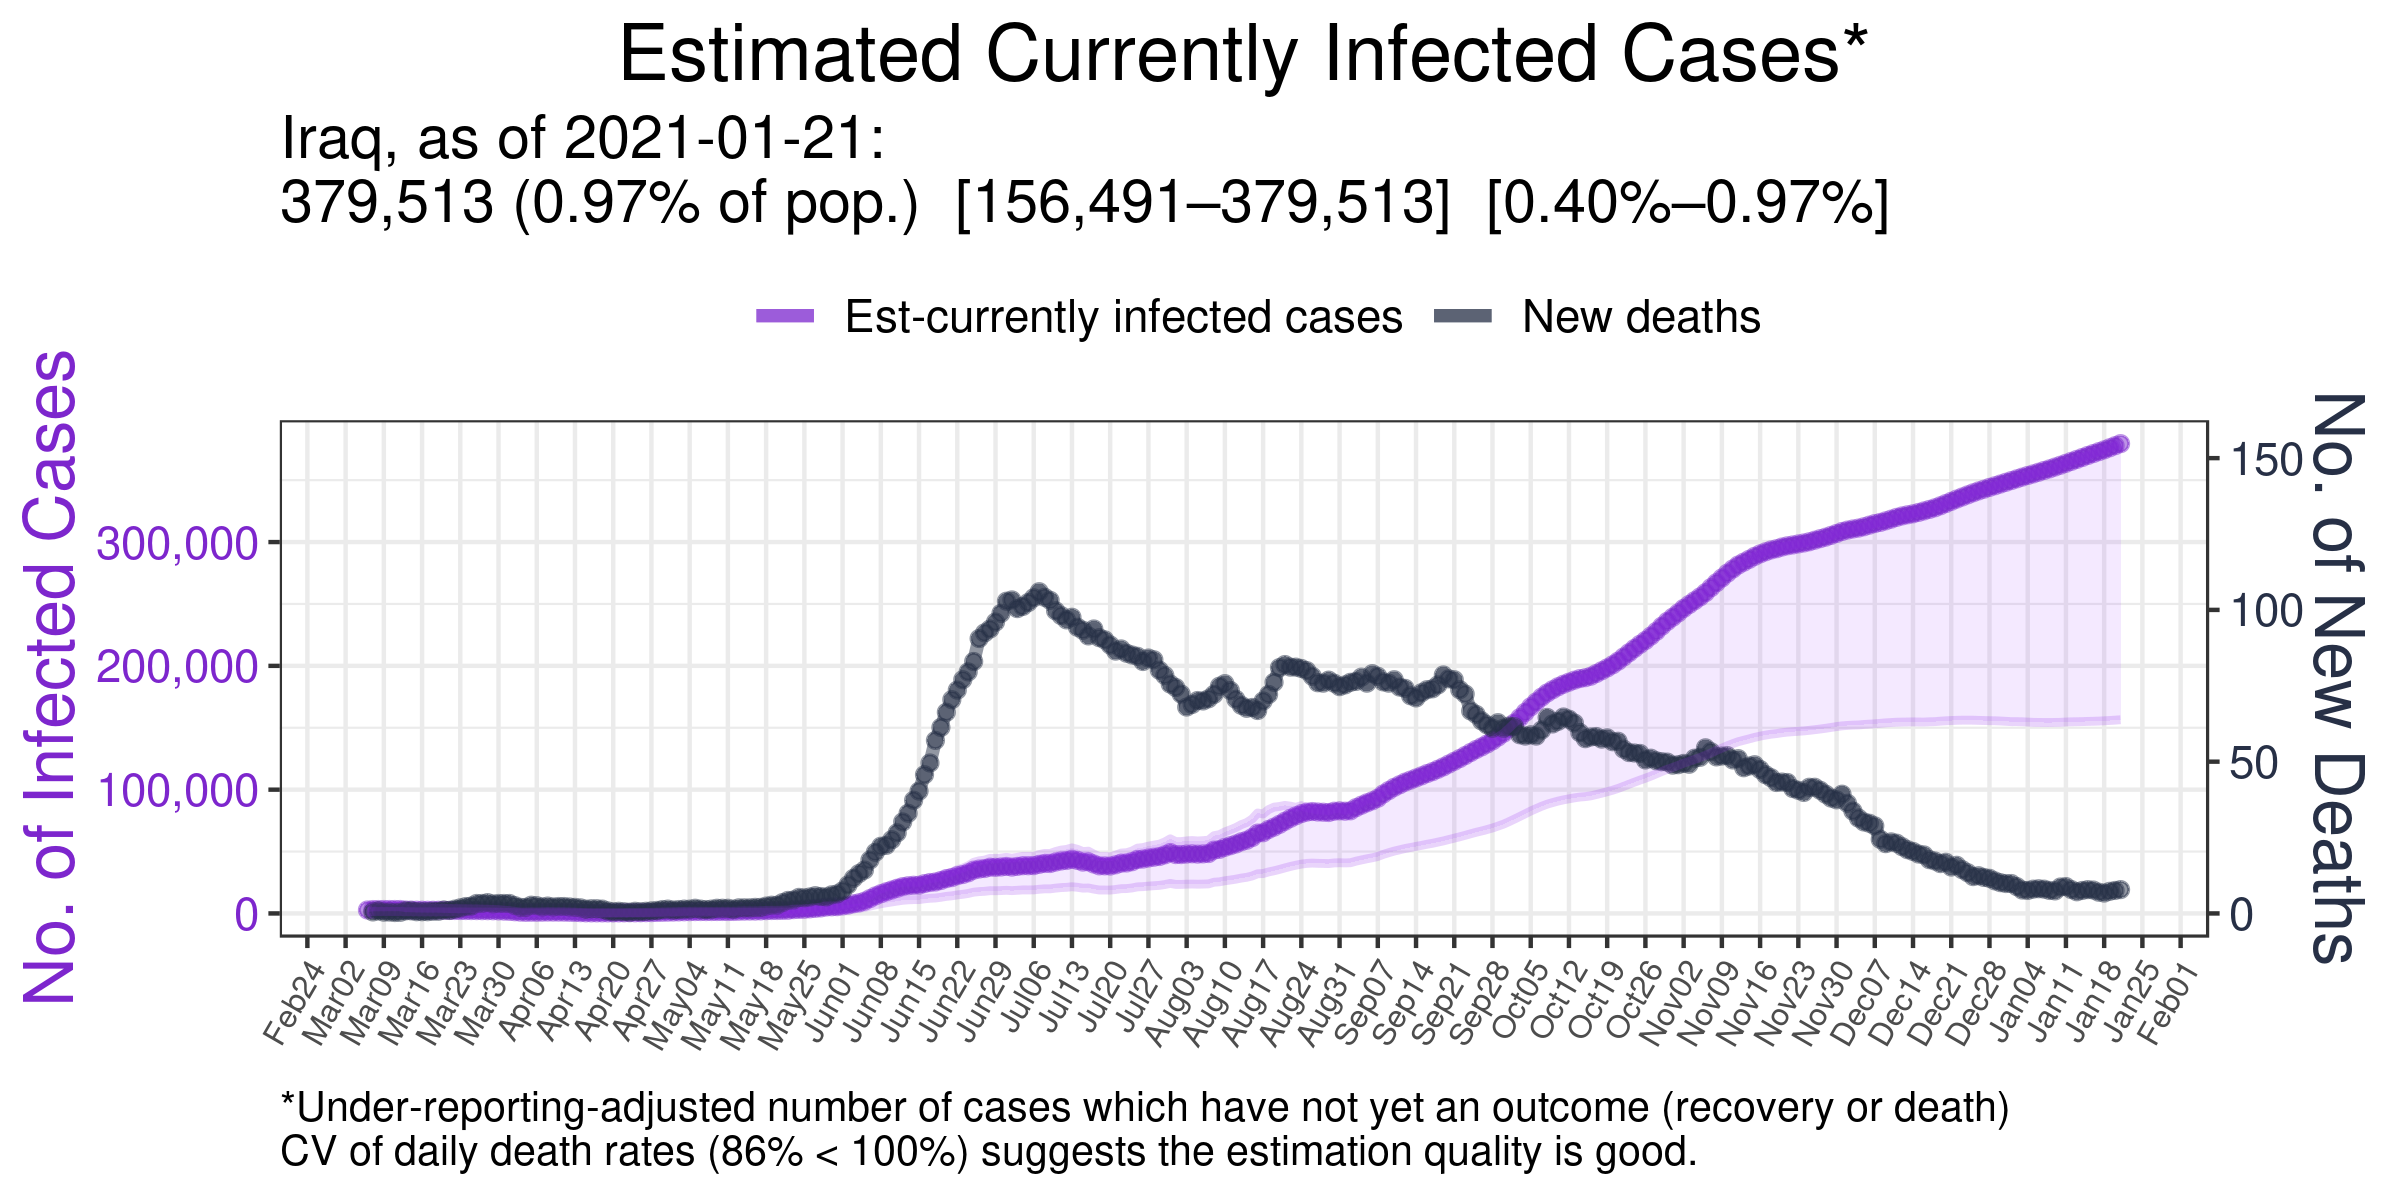 Estimated Currently Infected Cases*
Iraq, as of 2021-01-21:
379,513 (0.97% of pop.) [156,491–379,513] [0.40%–0.97%]
Est-currently infected cases
New deaths
No. of Infected Cases
300,000
200,000
100,000
0
150
100
50
0
No. of New Deaths
Feb24
Mar02
Mar09
Mar16
Mar23
Mar30
Apr06
Apr13
Apr20
Apr27
May04
May11
May18
May25
Jun01
Jun08
Jun15
Jun22
Jun29
Jul06
Jul13
Jul20
Jul27
Aug03
Aug10
Aug17
Aug24
Aug31
Sep07
Sep14
Sep21
Sep28
Oct05
Oct12
Oct19
Oct26
Nov02
Nov09
Nov16
Nov23
Nov30
Dec07
Dec14
Dec21
Dec28
Jan04
Jan11
Jan18
Jan25
Feb01
*Under-reporting-adjusted number of cases which have not yet an outcome (recovery or death)
CV of daily death rates (86% < 100%) suggests the estimation quality is good.